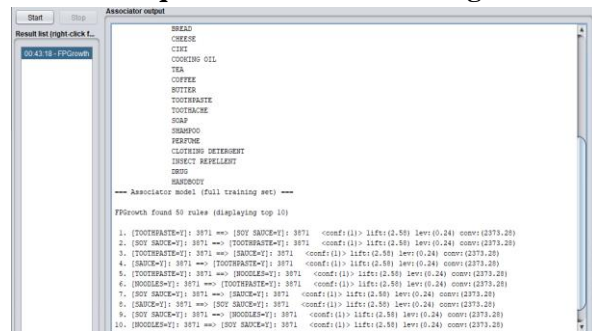 Start Stop
Associator output
Result list (right-click f...
00:43:18 - FPGrowth
BREAD
CHEESE
CIKI
COOKING OIL
TEA
COFFEE
BUTTER
TOOTHPASTE
TOOTHACHE
SOAP
SHAMPOO
PERFUME
CLOTHING DETERGENT
INSECT REPELLENT
DRUG
HANDBODY
=== Associator model (full training set) ===
FPGrowth found 50 rules (displaying top 10)
1. [TOOTHPASTE=Y]: 3871 ==> [SOY SAUCE=Y]: 3871 <conf:(1)> lift:(2.58) lev:(0.24) conv:(2373.28)
2. [SOY SAUCE=Y]: 3871 ==> [TOOTHPASTE=Y]: 3871 <conf:(1)> lift:(2.58) lev:(0.24) conv:(2373.28)
3. [TOOTHPASTE=Y]: 3871 ==> [SAUCE=Y]: 3871 <conf:(1)> lift:(2.58) lev:(0.24) conv:(2373.28)
4. [SAUCE=Y]: 3871 ==> [TOOTHPASTE=Y]: 3871 <conf:(1)> lift:(2.58) lev:(0.24) conv:(2373.28)
5. [TOOTHPASTE=Y]: 3871 ==> [NOODLES=Y]: 3871 <conf:(1)> lift:(2.58) lev:(0.24) conv:(2373.28)
6. [NOODLES=Y]: 3871 ==> [TOOTHPASTE=Y]: 3871 <conf:(1)> lift:(2.58) lev:(0.24) conv:(2373.28)
7. [SOY SAUCE=Y]: 3871 ==> [SAUCE=Y]: 3871 <conf:(1)> lift:(2.58) lev:(0.24) conv:(2373.28)
8. [SAUCE=Y]: 3871 ==> [SOY SAUCE=Y]: 3871 <conf:(1)> lift:(2.58) lev:(0.24) conv:(2373.28)
9. [SOY SAUCE=Y]: 3871 ==> [NOODLES=Y]: 3871 <conf:(1)> lift:(2.58) lev:(0.24) conv:(2373.28)
10. [NOODLES=Y]: 3871 ==> [SOY SAUCE=Y]: 3871 <conf:(1)> lift:(2.58) lev:(0.24) conv:(2373.28)